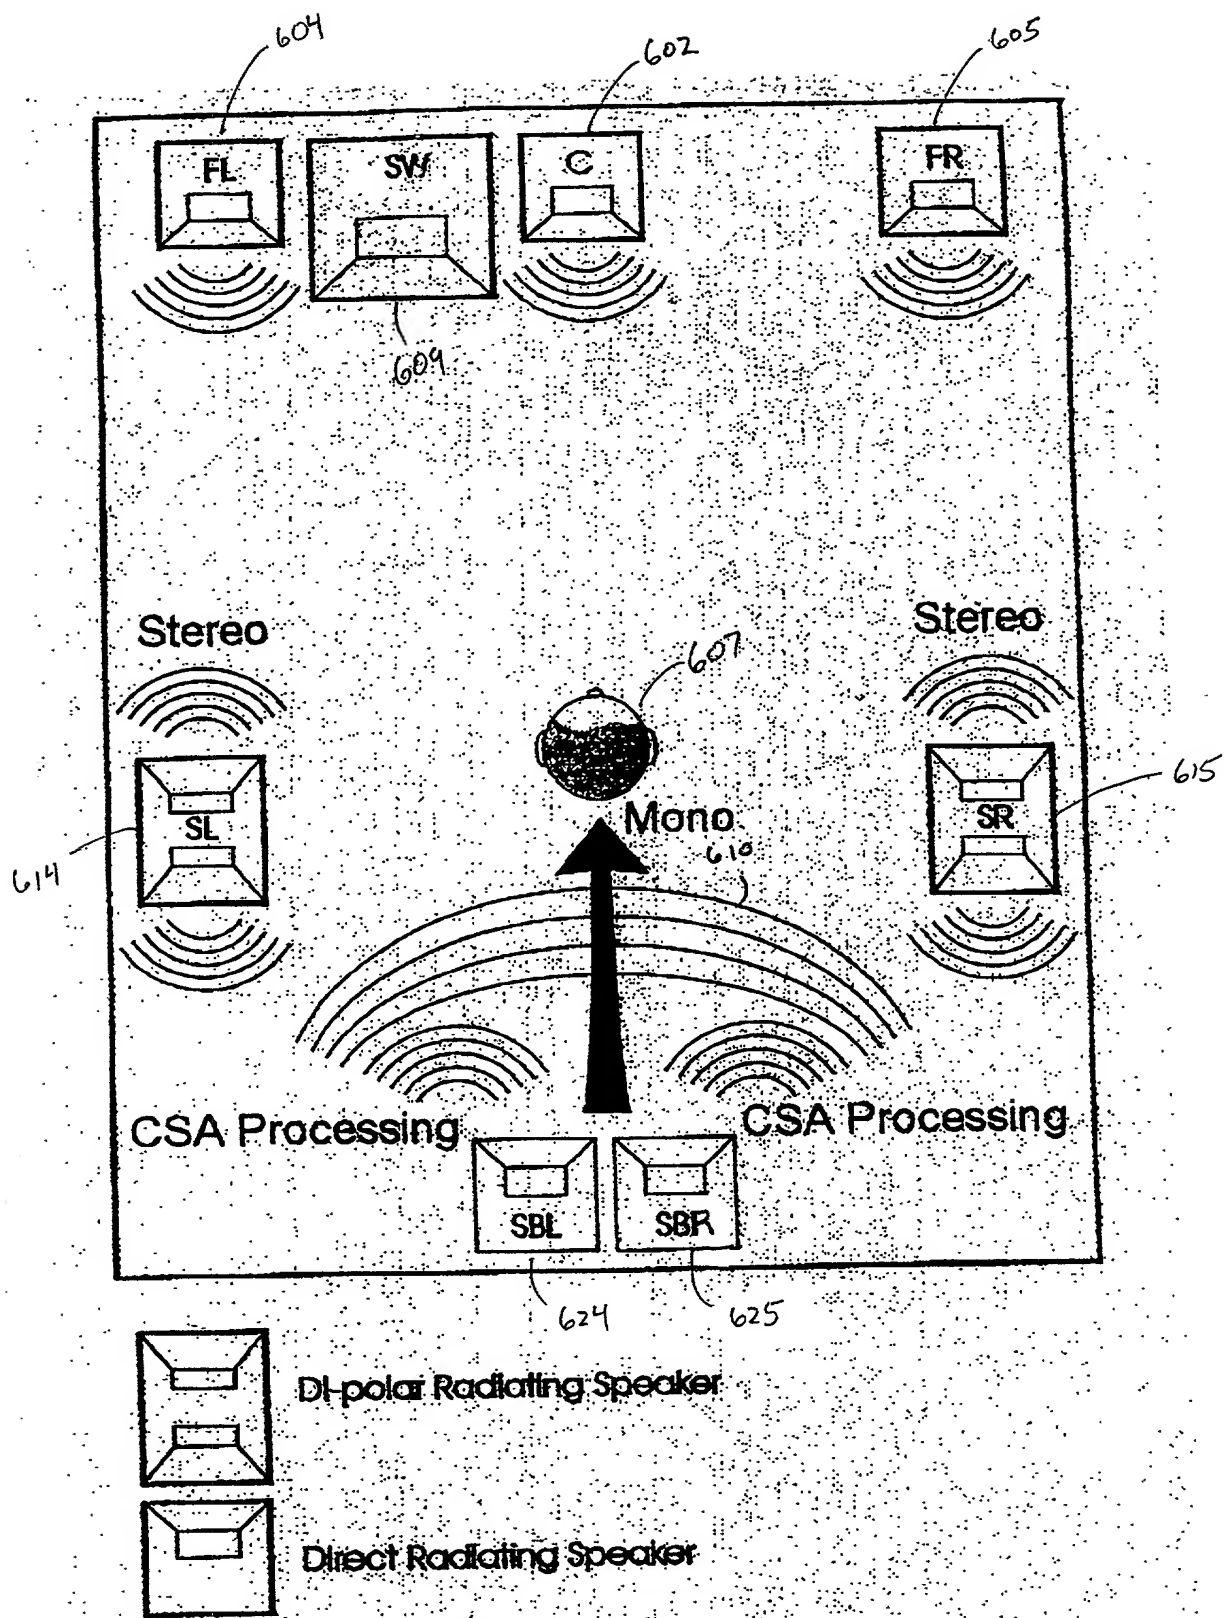 604
602
605
FL
SW
C
FR
609
Stereo
Stereo
607
615
SL
Mono
SR
610
614
CSA Processing
CSA Processing
SBL
SBR
624
625
Di-polar Radiating Speaker
Direct Radiating Speaker